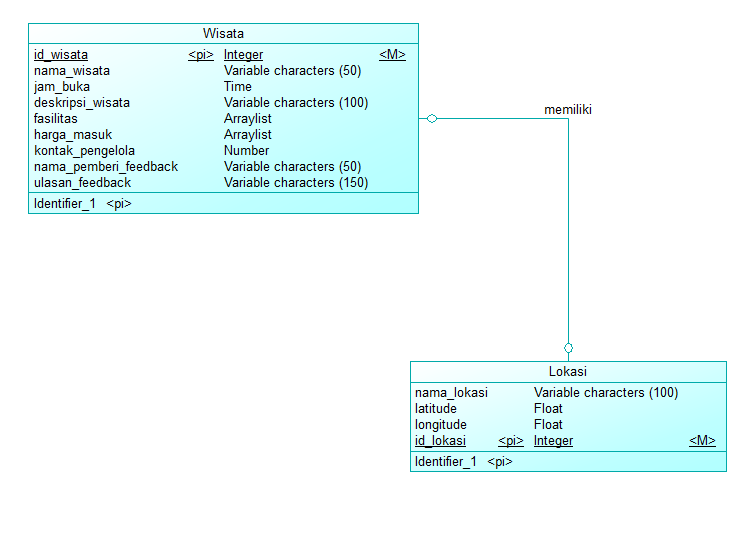 Wisata
id_wisata <pi> Integer <M>
nama_wisata Variable characters (50)
jam_buka Time
deskripsi_wisata Variable characters (100)
fasilitas Arraylist
harga_masuk Arraylist
kontak_pengelola Number
nama_pemberi_feedback Variable characters (50)
ulasan_feedback Variable characters (150)
Identifier_1 <pi>
memiliki
Lokasi
nama_lokasi Variable characters (100)
latitude Float
longitude Float
id_lokasi <pi> Integer <M>
Identifier_1 <pi>